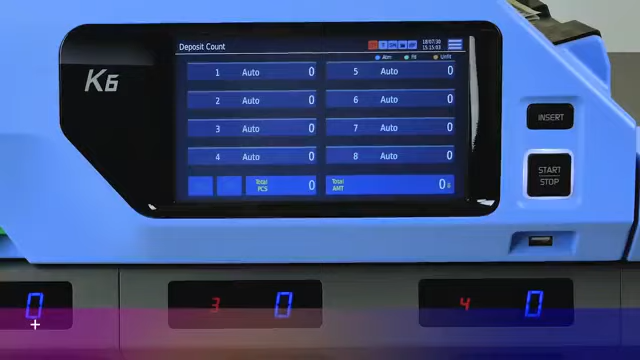 Deposit Count
18/07/30
15:15:03
Atm Fit Unfit
K6
1 Auto 0
5 Auto 0
2 Auto 0
6 Auto 0
3 Auto 0
7 Auto 0
4 Auto 0
8 Auto 0
Total PCS 0
Total AMT 0
INSERT
START
STOP
0
3 0
4 0